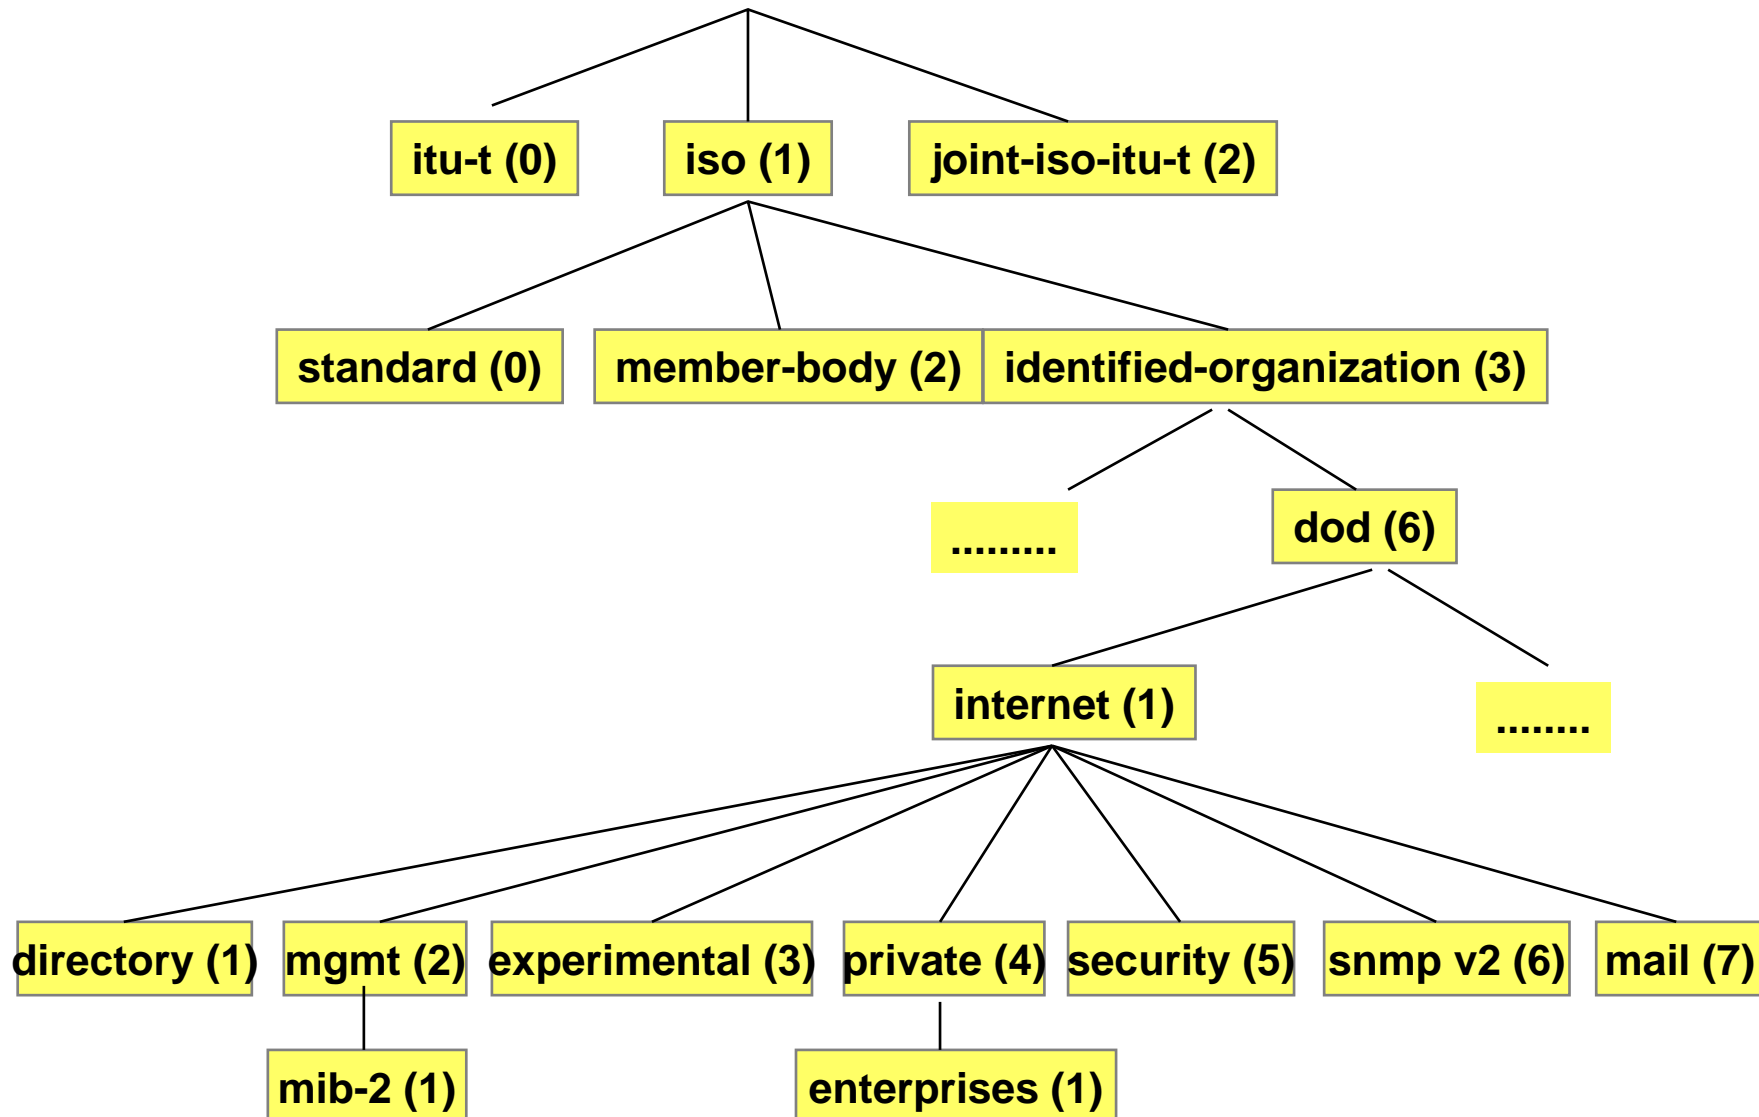 itu-t (0) iso (1) joint-iso-itu-t (2)
standard (0) member-body (2) identified-organization (3)
......... dod (6)
internet (1) ........
directory (1) mgmt (2) experimental (3) private (4) security (5) snmp v2 (6) mail (7)
mib-2 (1) enterprises (1)